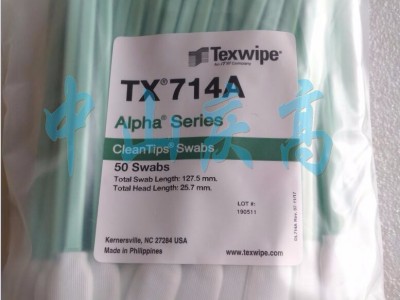 Texwipe®
An ITW Company
TX®714A
Alpha® Series
CleanTips® Swabs
50 Swabs
Total Swab Length: 127.5 mm.
Total Head Length: 25.7 mm.
LOT #:
190511
Kernersville, NC 27284 USA
Made in Philippines
www.texwipe.com
中山庆高